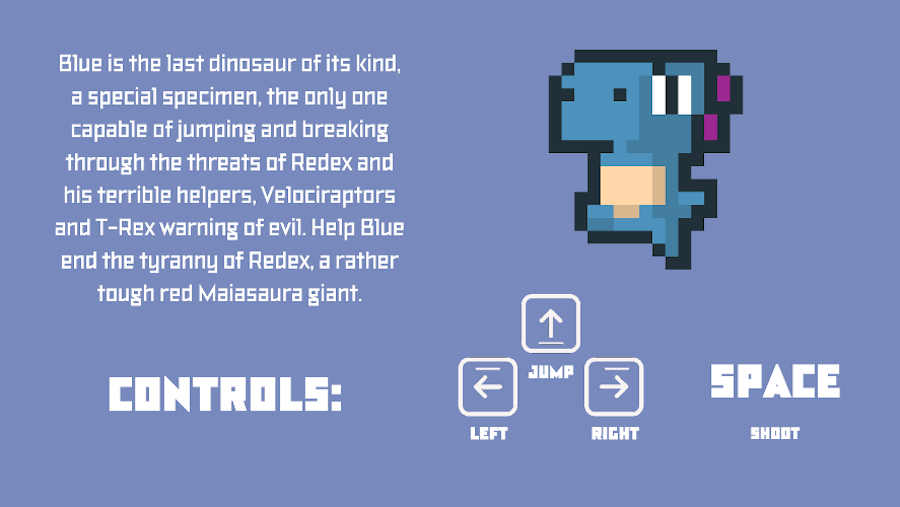 Blue is the last dinosaur of its kind,
a special specimen, the only one
capable of jumping and breaking
through the threats of Redex and
his terrible helpers, Velociraptors
and T-Rex warning of evil. Help Blue
end the tyranny of Redex, a rather
tough red Maiasaura giant.
CONTROLS:
JUMP
LEFT
RIGHT
SPACE
SHOOT